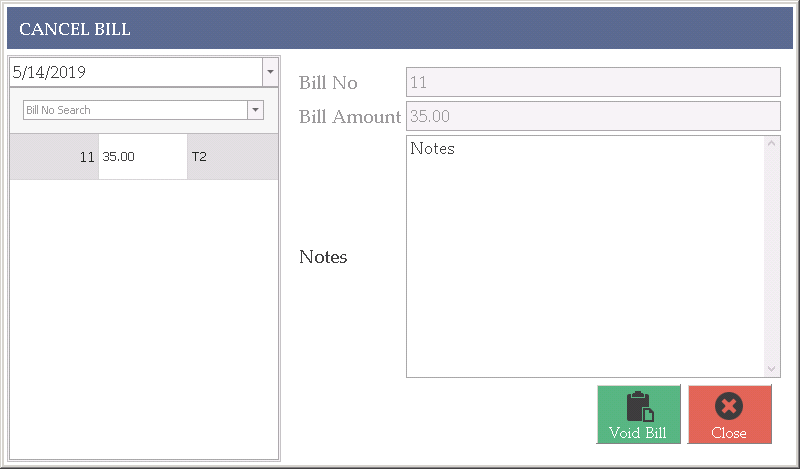 CANCEL BILL
5/14/2019
Bill No Search
11 35.00 T2
Bill No 11
Bill Amount 35.00
Notes
Notes
Void Bill
Close